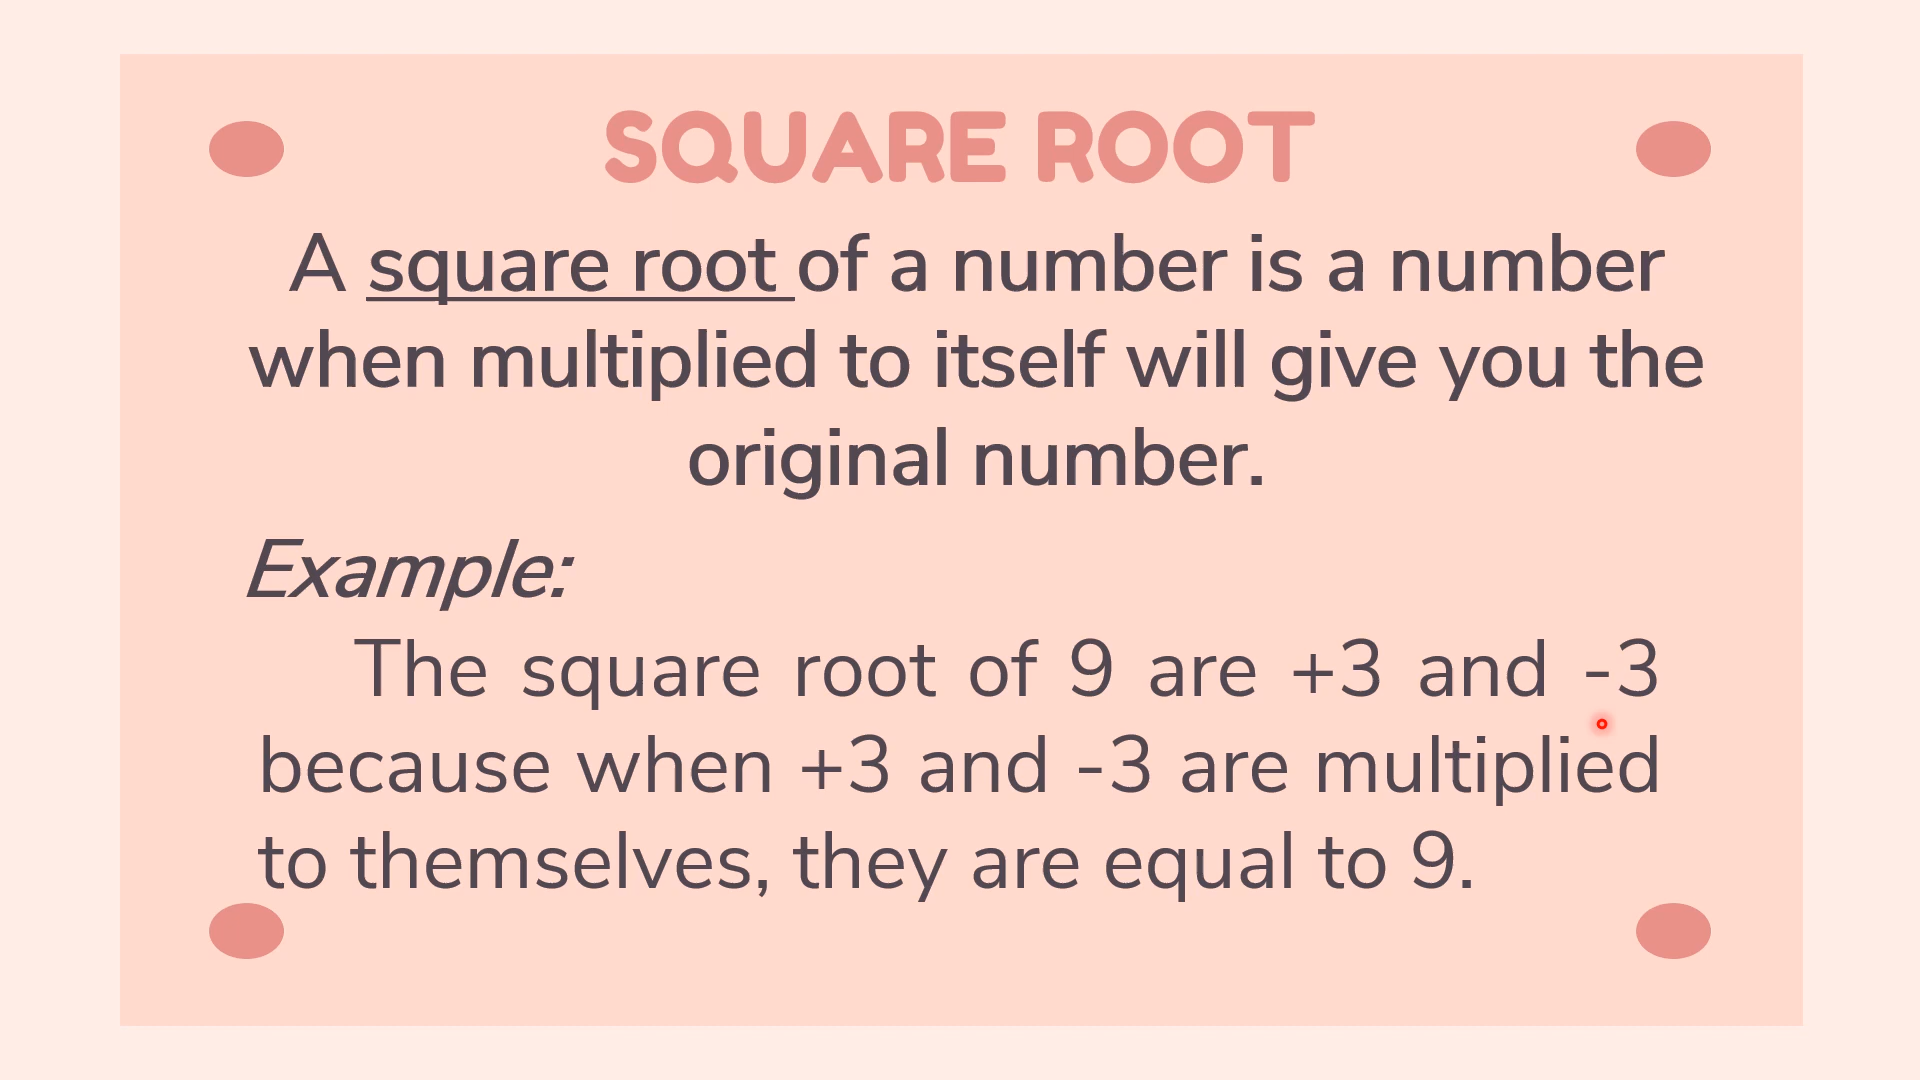 SQUARE ROOT
A square root of a number is a number
when multiplied to itself will give you the
original number.
Example:
The square root of 9 are +3 and -3
because when +3 and -3 are multiplied
to themselves, they are equal to 9.